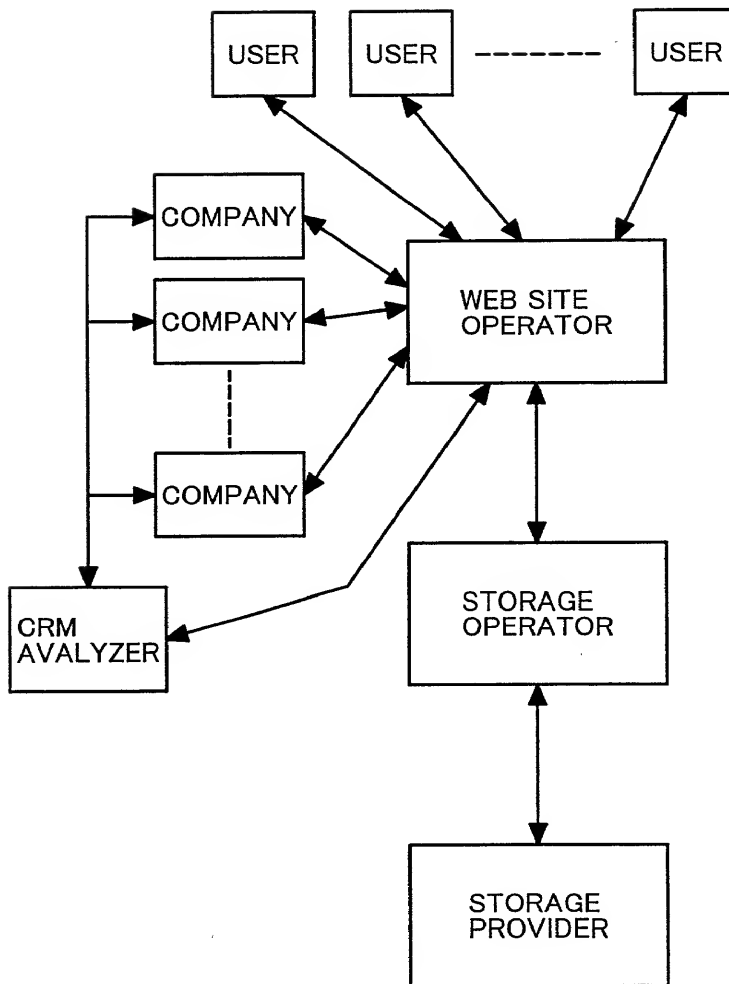 USER
USER
USER
COMPANY
WEB SITE
OPERATOR
COMPANY
COMPANY
CRM
AVALYZER
STORAGE
OPERATOR
STORAGE
PROVIDER